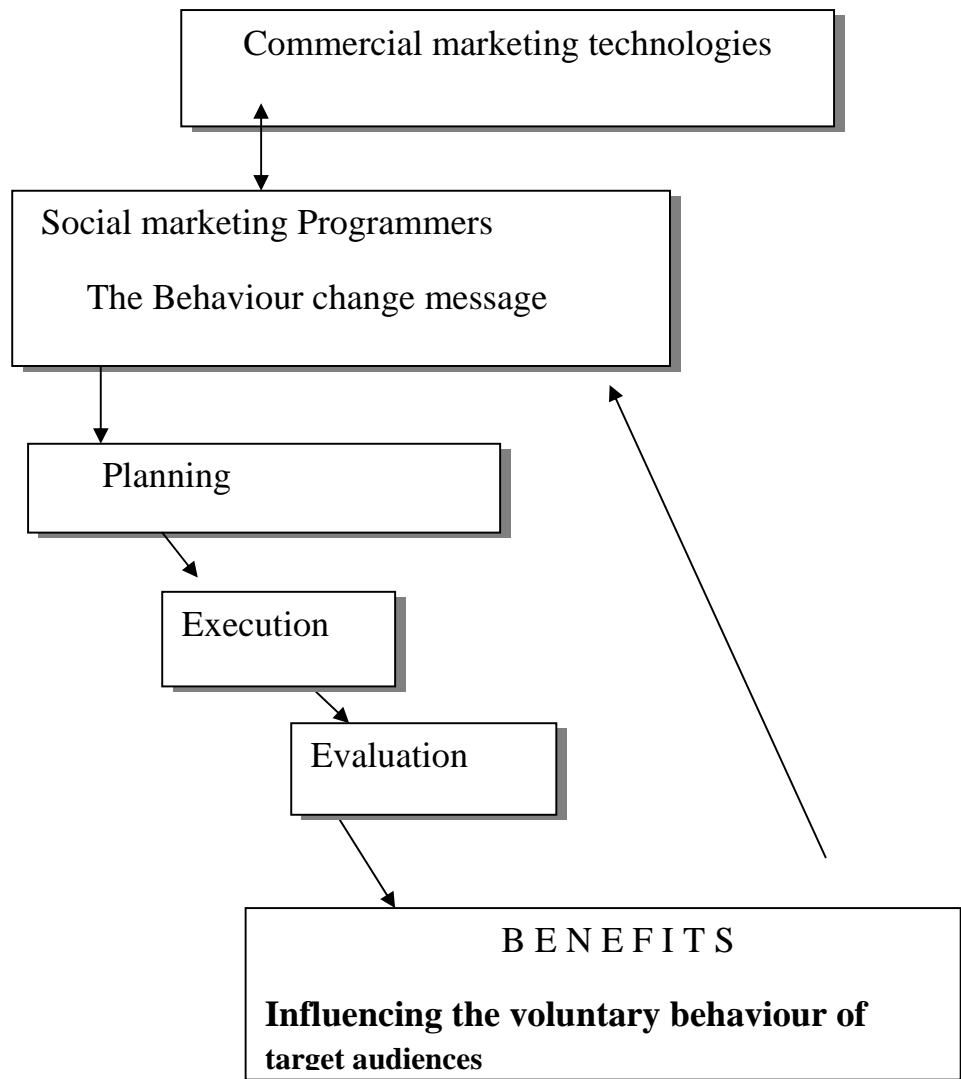 Commercial marketing technologies
Social marketing Programmers
The Behaviour change message
Planning
Execution
Evaluation
B E N E F I T S
Influencing the voluntary behaviour of
target audiences